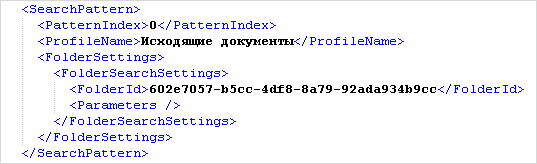 <SearchPattern>
<PatternIndex>0</PatternIndex>
<ProfileName>Исходящие документы</ProfileName>
<FolderSettings>
<FolderSearchSettings>
<FolderId>602e7057-b5cc-4df8-8a79-92ada934b9cc</FolderId>
<Parameters />
</FolderSearchSettings>
</FolderSettings>
</SearchPattern>